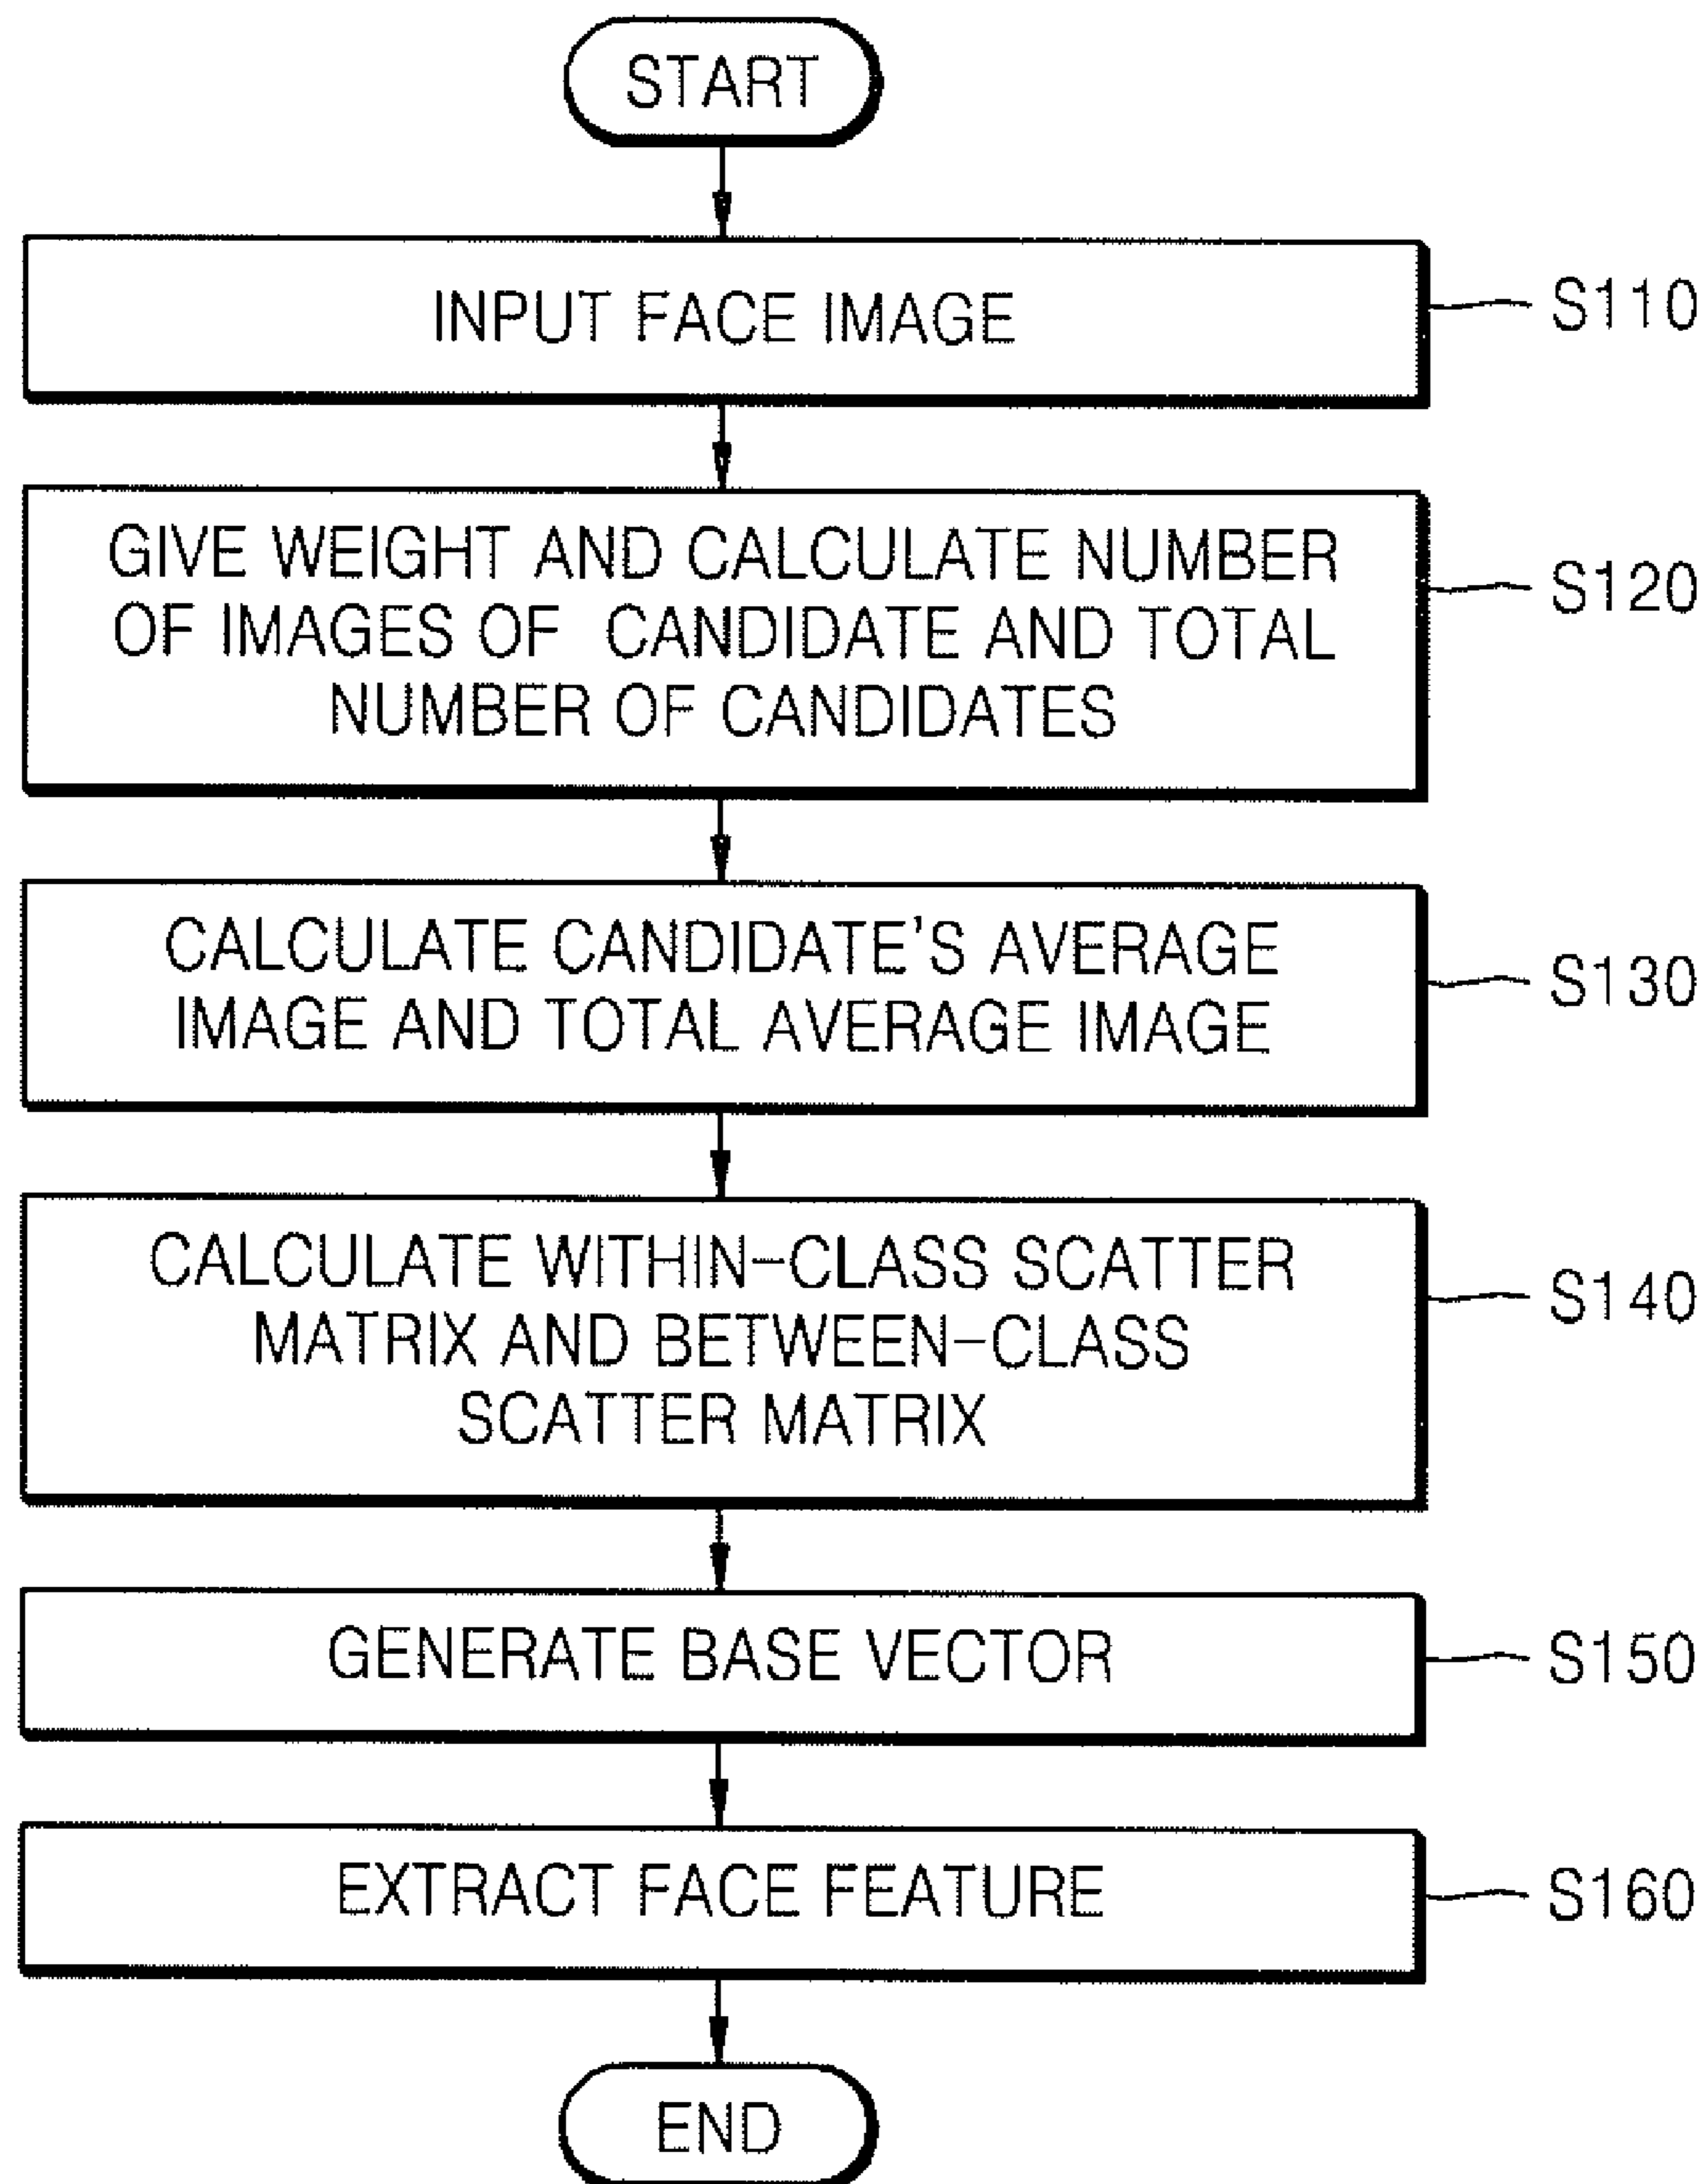 START
INPUT FACE IMAGE
S110
GIVE WEIGHT AND CALCULATE NUMBER
OF IMAGES OF CANDIDATE AND TOTAL
NUMBER OF CANDIDATES
S120
CALCULATE CANDIDATE'S AVERAGE
IMAGE AND TOTAL AVERAGE IMAGE
S130
CALCULATE WITHIN-CLASS SCATTER
MATRIX AND BETWEEN-CLASS
SCATTER MATRIX
S140
GENERATE BASE VECTOR
S150
EXTRACT FACE FEATURE
S160
END